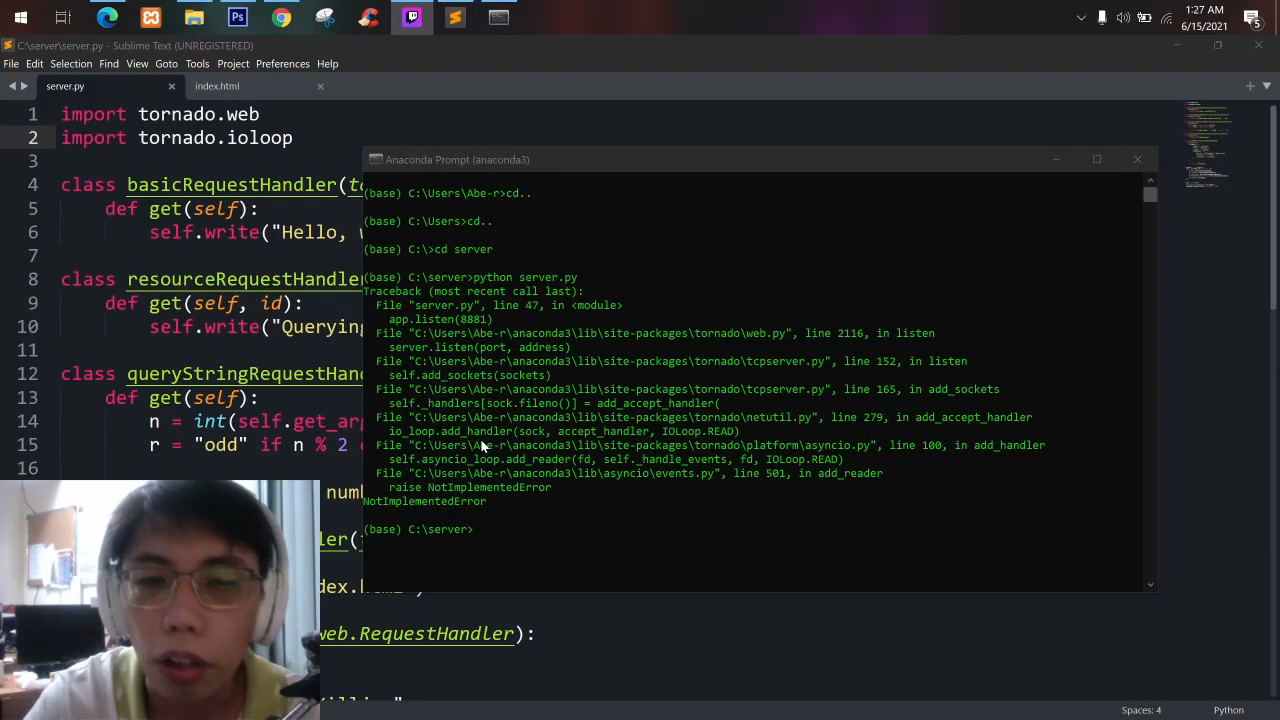 1:27 AM
6/15/2021
5
C:\server\server.py - Sublime Text (UNREGISTERED)
File Edit Selection Find View Goto Tools Project Preferences Help
server.py
index.html
1 import tornado.web
2 import tornado.ioloop
3
4 class basicRequestHandler(to
5 def get(self):
6 self.write("Hello, w
7
8 class resourceRequestHandler
9 def get(self, id):
10 self.write("Querying
11
12 class queryStringRequestHand
13 def get(self):
14 n = int(self.get_arg
15 r = "odd" if n % 2
16
num
ler(
web.RequestHandler):
Anaconda Prompt (anaconda3)
(base) C:\Users\Abe-r>cd..
(base) C:\Users>cd..
(base) C:\>cd server
(base) C:\server>python server.py
Traceback (most recent call last):
File "server.py", line 47, in <module>
app.listen(8881)
File "C:\Users\Abe-r\anaconda3\lib\site-packages\tornado\web.py", line 2116, in listen
server.listen(port, address)
File "C:\Users\Abe-r\anaconda3\lib\site-packages\tornado\tcpserver.py", line 152, in listen
self.add_sockets(sockets)
File "C:\Users\Abe-r\anaconda3\lib\site-packages\tornado\tcpserver.py", line 165, in add_sockets
self._handlers[sock.fileno()] = add_accept_handler(
File "C:\Users\Abe-r\anaconda3\lib\site-packages\tornado\netutil.py", line 279, in add_accept_handler
io_loop.add_handler(sock, accept_handler, IOLoop.READ)
File "C:\Users\Abe-r\anaconda3\lib\site-packages\tornado\platform\asyncio.py", line 100, in add_handler
self.asyncio_loop.add_reader(fd, self._handle_events, fd, IOLoop.READ)
File "C:\Users\Abe-r\anaconda3\lib\asyncio\events.py", line 501, in add_reader
raise NotImplementedError
NotImplementedError
(base) C:\server>
Spaces: 4
Python